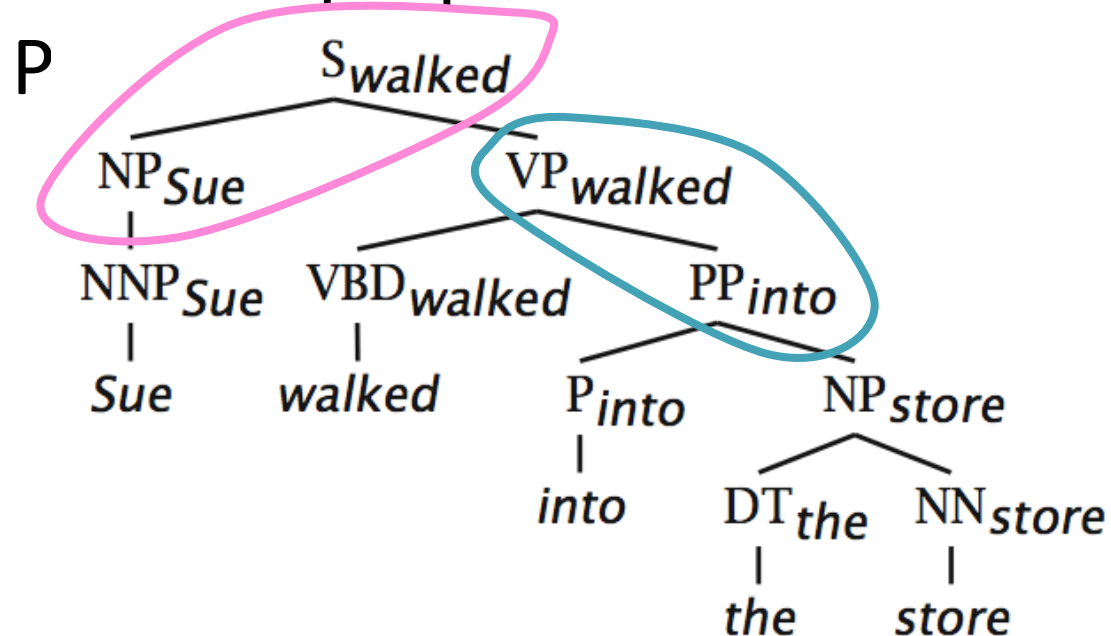 P
S walked
NP Sue VP walked
NNP Sue VBD walked PP into
Sue walked P into NP store
into DT the NN store
the store